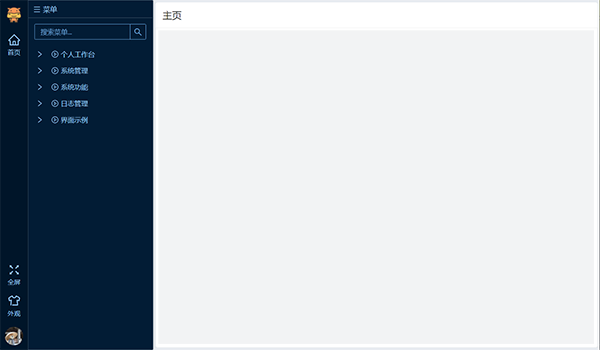 菜单
主页
搜索菜单...
首页
个人工作台
系统管理
系统功能
日志管理
界面示例
全屏
外观